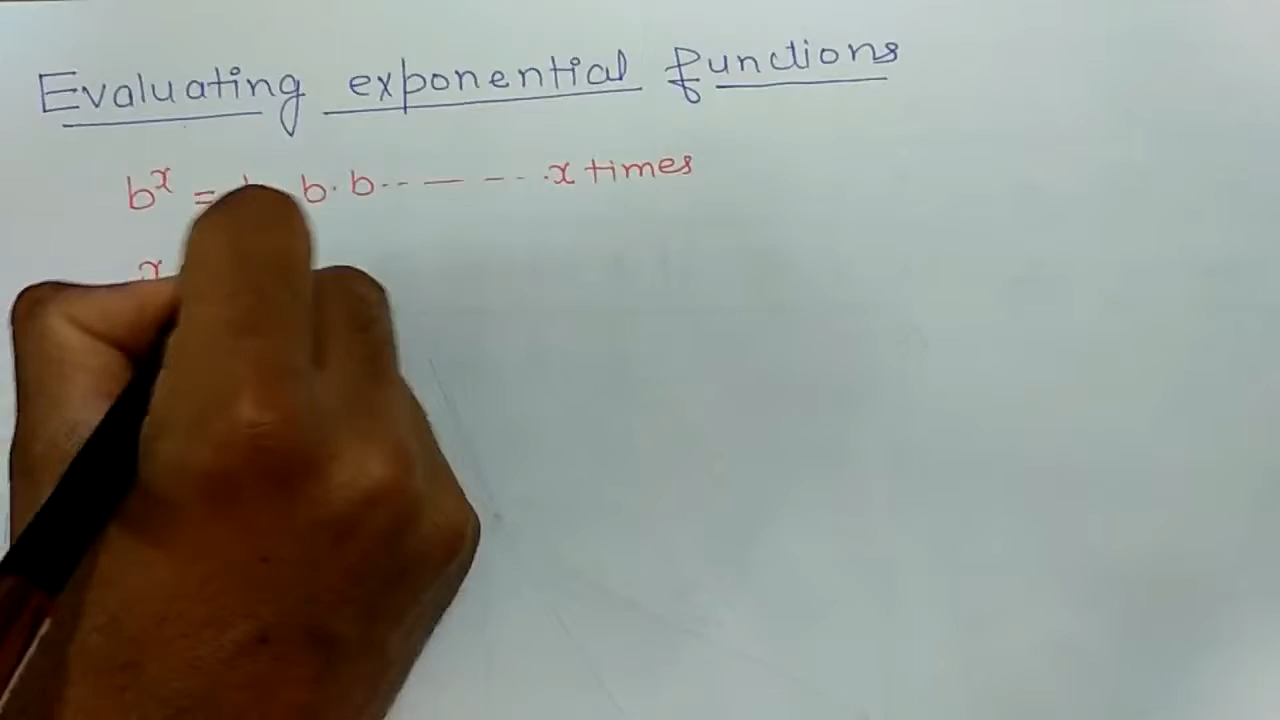 Evaluating exponential functions
b^x = b·b·-- — --·x times
x